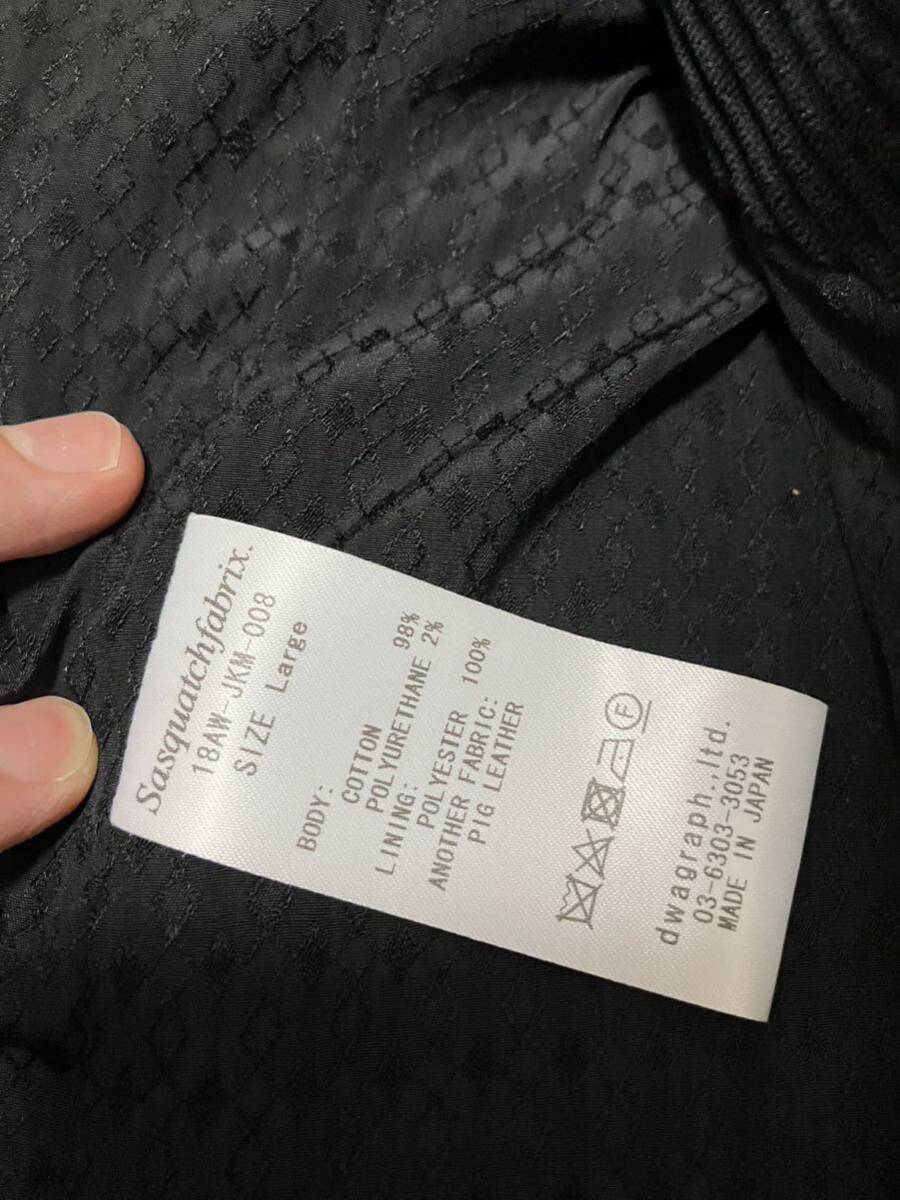 Sasquatchfabrix.
18AW-JKM-008
SIZE Large
BODY:
COTTON 98%
POLYURETHANE 2%
LINING:
POLYESTER 100%
ANOTHER FABRIC:
PIG LEATHER
F
dwagraph.,ltd.
03-6303-3053
MADE IN JAPAN